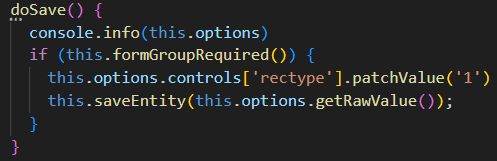 doSave() {
console.info(this.options)
if (this.formGroupRequired()) {
this.options.controls['rectype'].patchValue('1')
this.saveEntity(this.options.getRawValue());
}
}